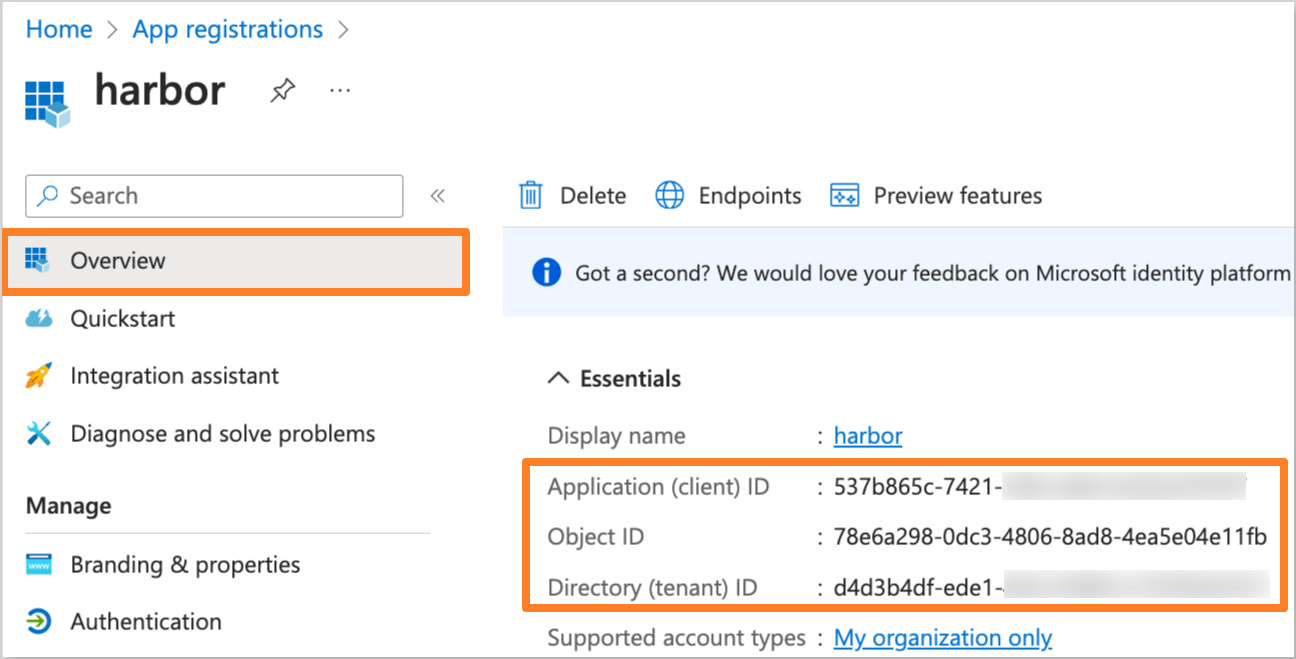 Home > App registrations >
harbor ...
Search «
Delete Endpoints Preview features
Overview
Got a second? We would love your feedback on Microsoft identity platform
Quickstart
Integration assistant
Diagnose and solve problems
Manage
Branding & properties
www
Authentication
Essentials
Display name : harbor
Application (client) ID : 537b865c-7421-
Object ID : 78e6a298-0dc3-4806-8ad8-4ea5e04e11fb
Directory (tenant) ID : d4d3b4df-ede1-
Supported account types : My organization only